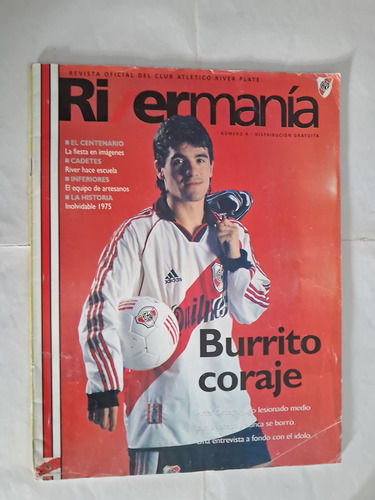 REVISTA OFICIAL DEL CLUB ATLÉTICO RIVER PLATE
Ri ermanía
NÚMERO 4 - DISTRIBUCIÓN GRATUITA
■ EL CENTENARIO
La fiesta en imágenes
■ CADETES
River hace escuela
■ INFERIORES
El equipo de artesanos
■ LA HISTORIA
Inolvidable 1975
adidas
Quilmes
Burrito
coraje
lesionado medio
se borró.
Una entrevista a fondo con el ídolo